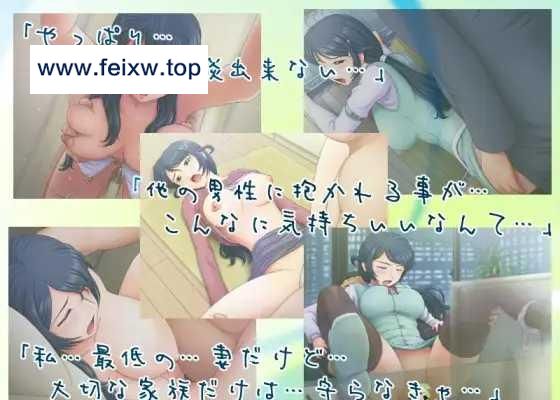 「やっぱり…
www.feixw.top
談出来ない…」
「他の男性に抱かれる事が…
こんなに気持ちいいなんて…」
「私…最低の…妻だけど…
大切な家族だけは…守らなきゃ…」